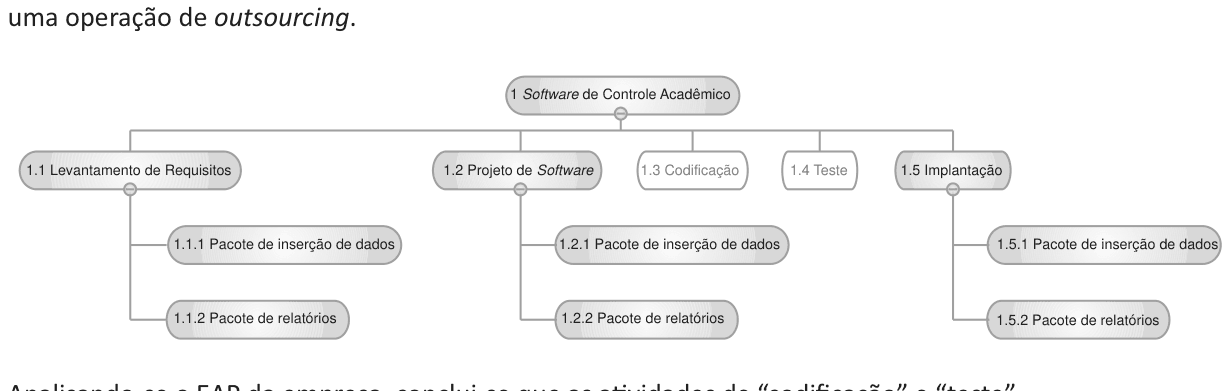 uma operação de outsourcing.
1 Software de Controle Acadêmico
1.1 Levantamento de Requisitos
1.2 Projeto de Software
1.3 Codificação
1.4 Teste
1.5 Implantação
1.1.1 Pacote de inserção de dados
1.2.1 Pacote de inserção de dados
1.5.1 Pacote de inserção de dados
1.1.2 Pacote de relatórios
1.2.2 Pacote de relatórios
1.5.2 Pacote de relatórios
Analisando-se a EAP da empresa, conclui-se que as atividades de “codificação” e “teste”